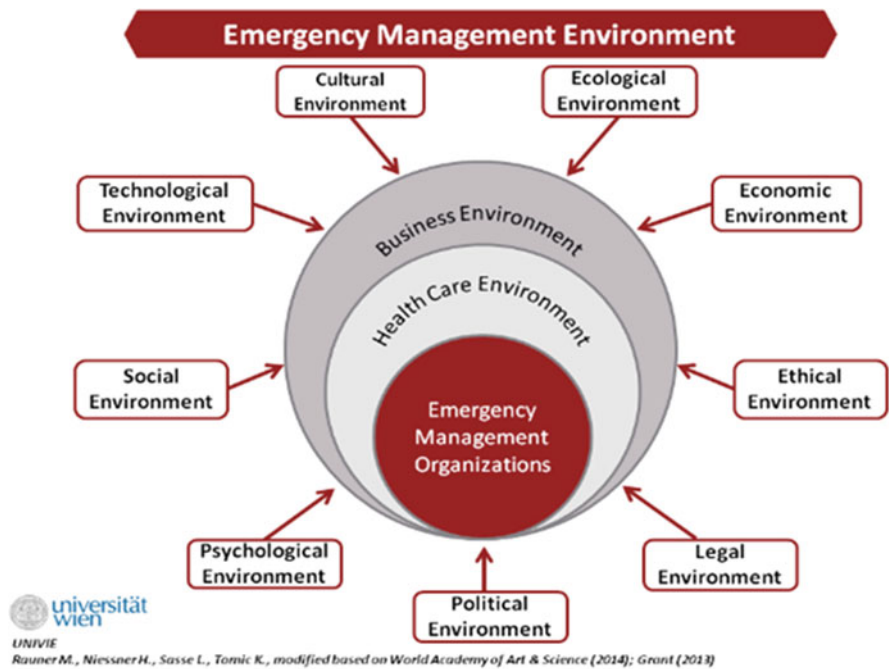 Emergency Management Environment
Cultural
Environment
Ecological
Environment
Technological
Environment
Economic
Environment
Business Environment
Health Care Environment
Social
Environment
Ethical
Environment
Emergency
Management
Organizations
Psychological
Environment
Legal
Environment
Political
Environment
universität
wien
UNIVIE
Rauner M., Niessner H., Sasse L., Tomic K., modified based on World Academy of Art & Science (2014); Grant (2013)